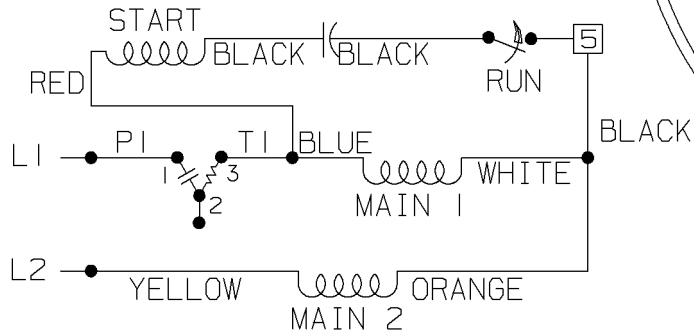 START
BLACK
BLACK
5
RED
RUN
BLACK
L1
P1
T1
BLUE
1
3
2
WHITE
MAIN 1
L2
YELLOW
ORANGE
MAIN 2